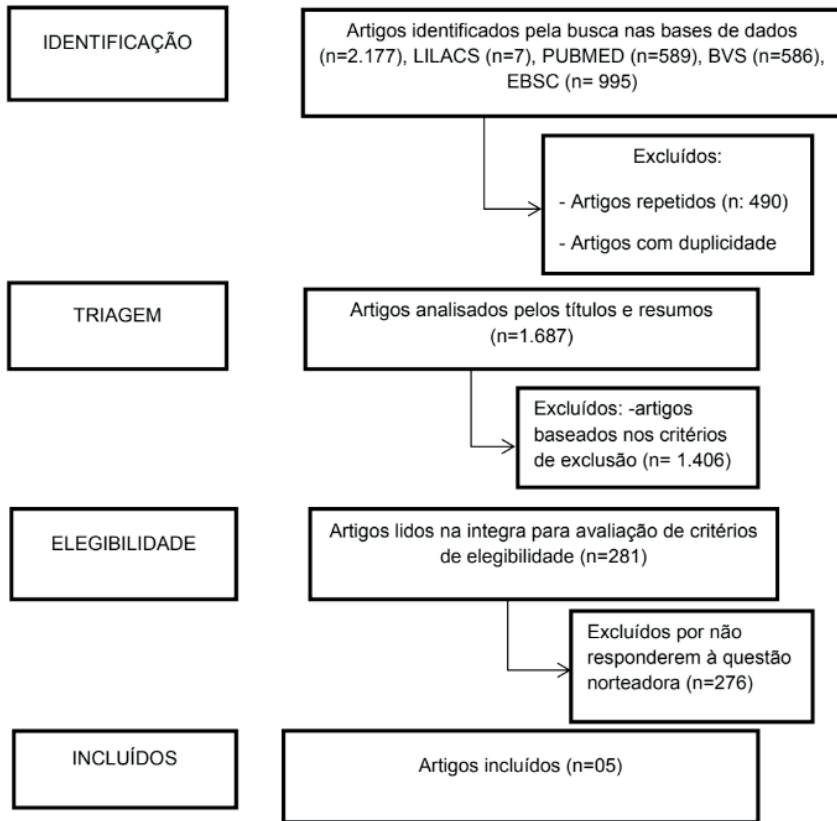 IDENTIFICAÇÃO
Artigos identificados pela busca nas bases de dados
(n=2.177), LILACS (n=7), PUBMED (n=589), BVS (n=586),
EBSC (n= 995)
Excluídos:
- Artigos repetidos (n: 490)
- Artigos com duplicidade
TRIAGEM
Artigos analisados pelos títulos e resumos
(n=1.687)
Excluídos: -artigos
baseados nos critérios
de exclusão (n= 1.406)
ELEGIBILIDADE
Artigos lidos na integra para avaliação de critérios
de elegibilidade (n=281)
Excluídos por não
responderem à questão
norteadora (n=276)
INCLUÍDOS
Artigos incluídos (n=05)